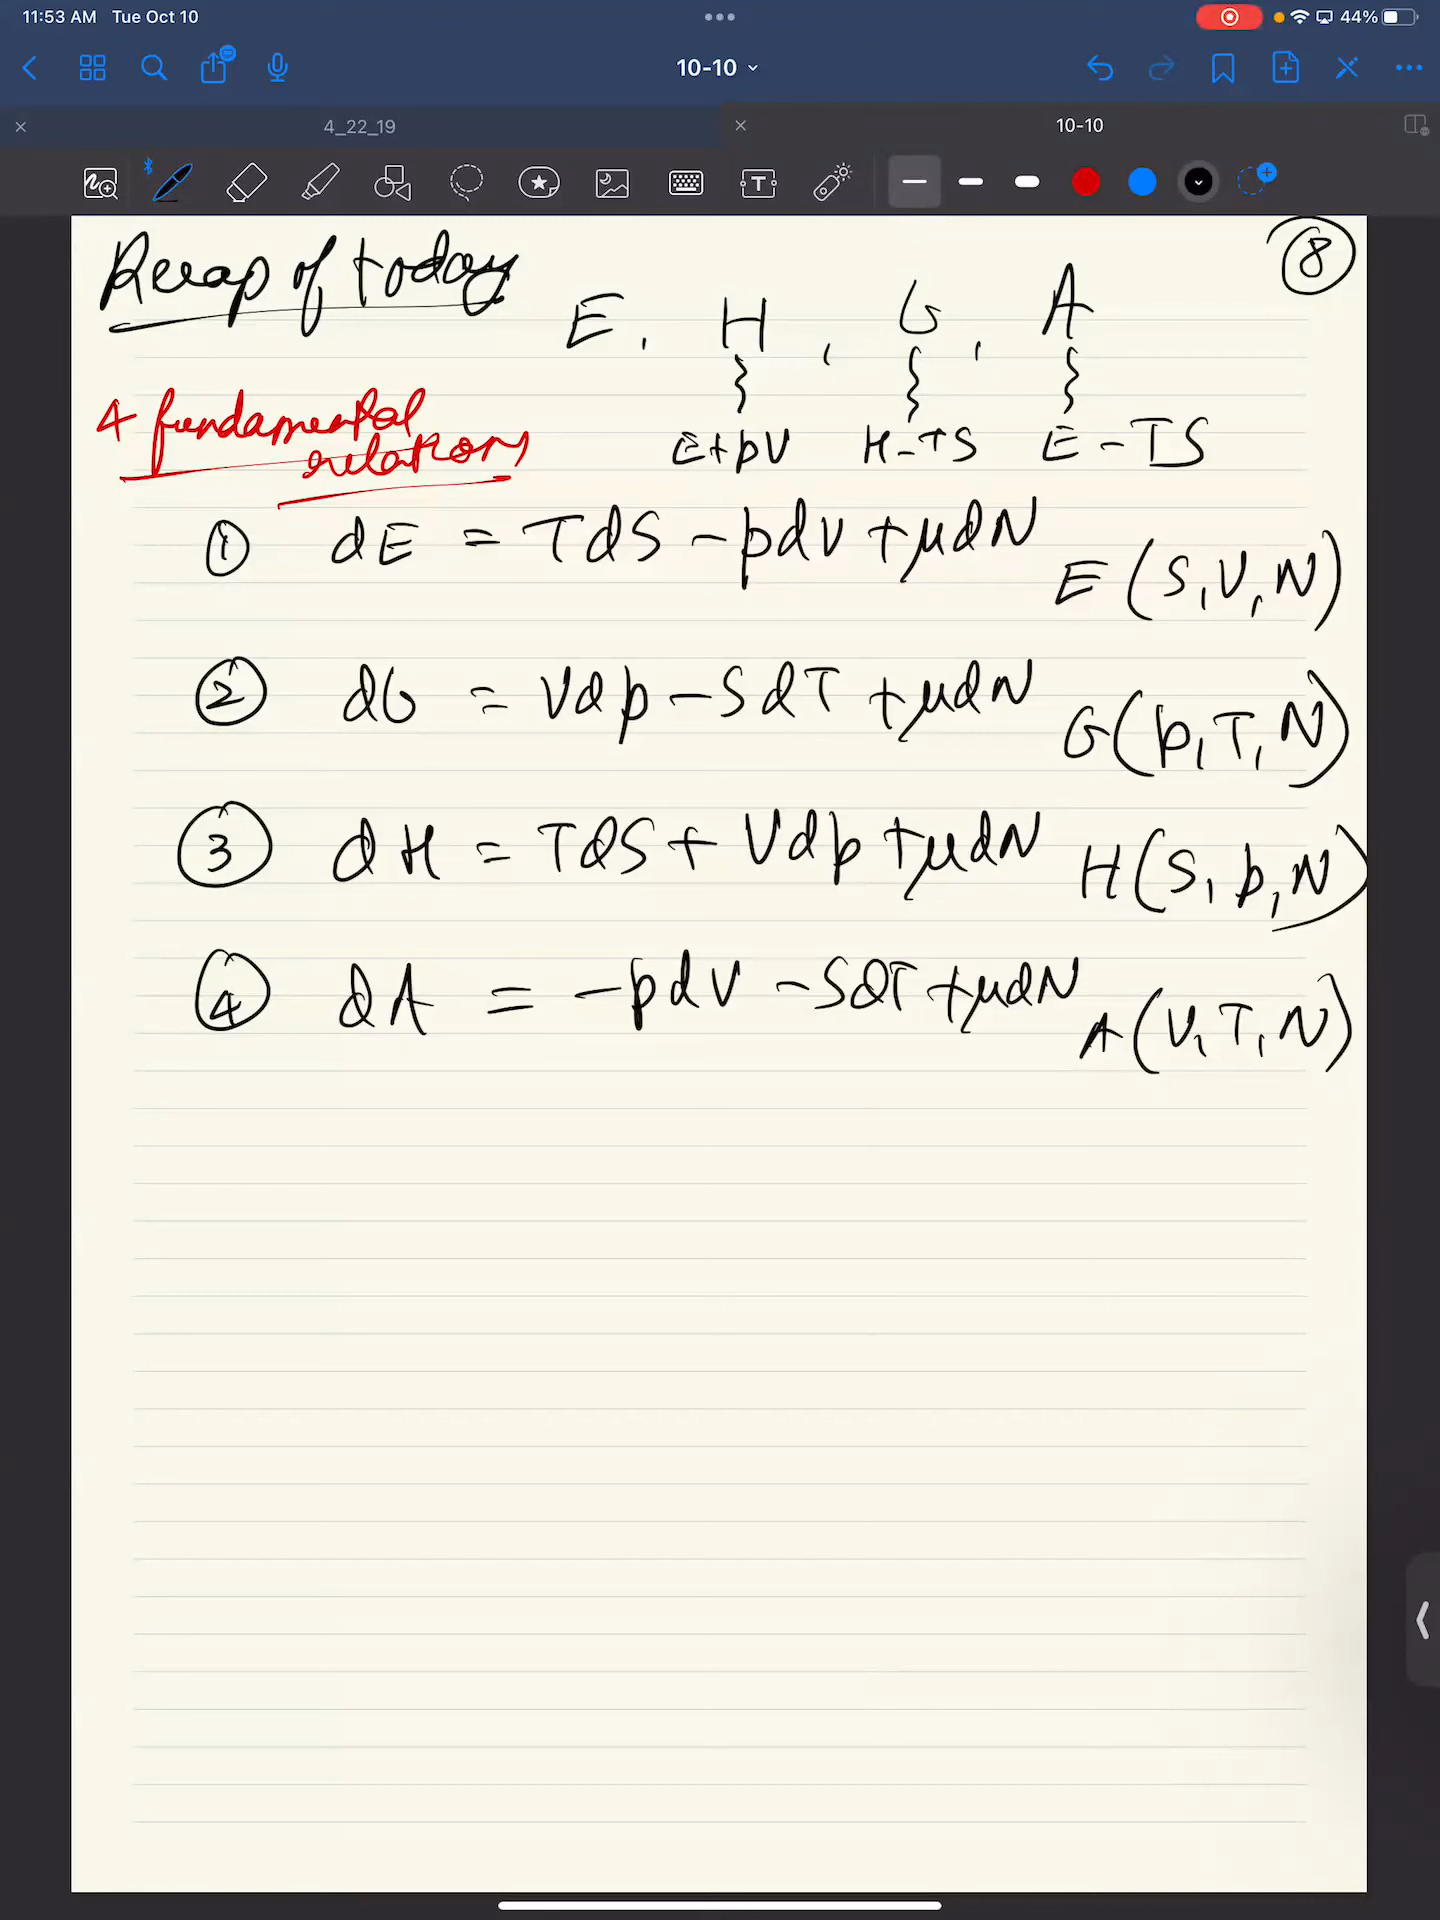 11:53 AM Tue Oct 10
44%
10-10
4_22_19
10-10
Recap of today
8
E, H, G, A
E+pV H-TS E-TS
4 fundamental
relations
① dE = TdS - pdV + μdN
E(S, V, N)
② dG = Vdp - SdT + μdN
G(p, T, N)
③ dH = TdS + Vdp + μdN
H(S, p, N)
④ dA = -pdV - SdT + μdN
A(V, T, N)